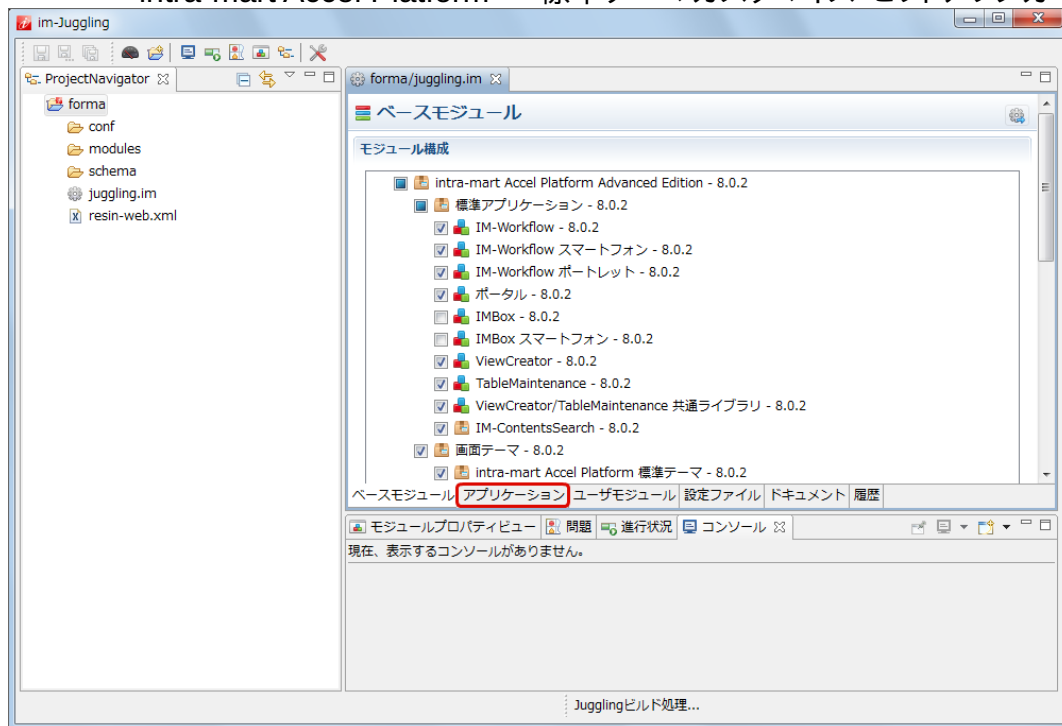 im-Juggling
ProjectNavigator
forma
conf
modules
schema
juggling.im
resin-web.xml
forma/juggling.im
ベースモジュール
モジュール構成
intra-mart Accel Platform Advanced Edition - 8.0.2
標準アプリケーション - 8.0.2
IM-Workflow - 8.0.2
IM-Workflow スマートフォン - 8.0.2
IM-Workflow ポートレット - 8.0.2
ポータル - 8.0.2
IMBox - 8.0.2
IMBox スマートフォン - 8.0.2
ViewCreator - 8.0.2
TableMaintenance - 8.0.2
ViewCreator/TableMaintenance 共通ライブラリ - 8.0.2
IM-ContentsSearch - 8.0.2
画面テーマ - 8.0.2
intra-mart Accel Platform 標準テーマ - 8.0.2
ベースモジュール アプリケーション ユーザモジュール 設定ファイル ドキュメント 履歴
モジュールプロパティビュー 問題 進行状況 コンソール
現在、表示するコンソールがありません。
Jugglingビルド処理...